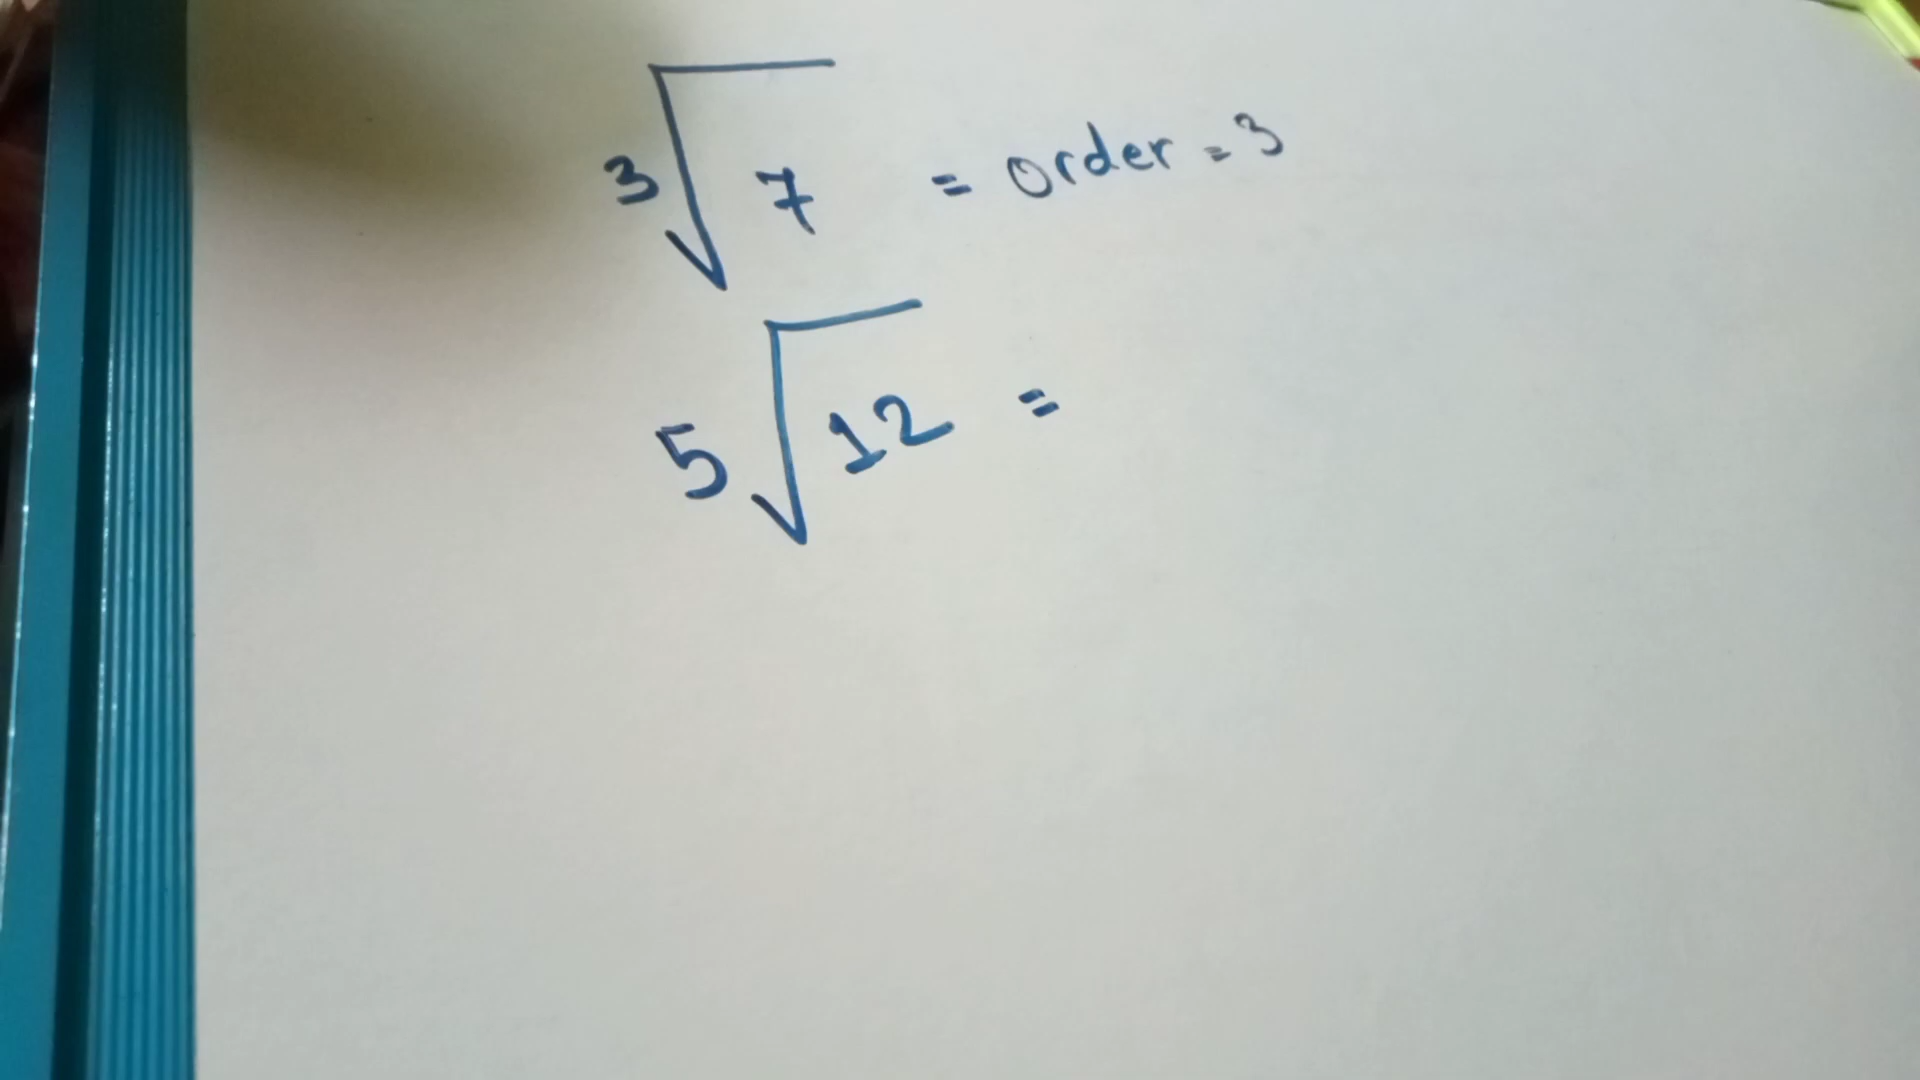 3√7 = order = 3
5√12 =